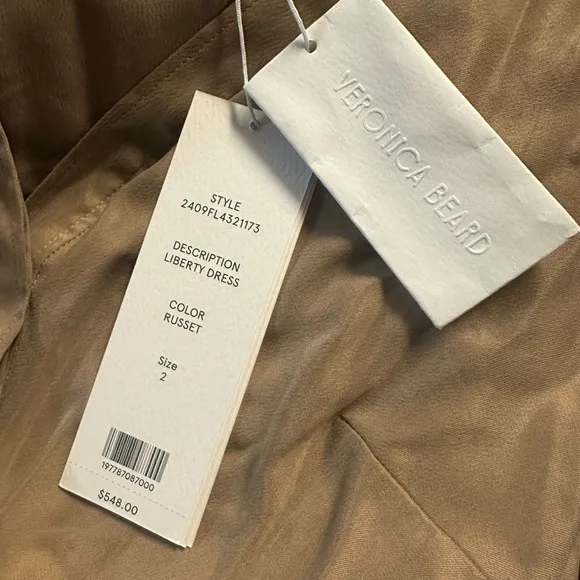 VERONICA BEARD
STYLE
2409FL4321173
DESCRIPTION
LIBERTY DRESS
COLOR
RUSSET
Size
2
197787087000
$548.00